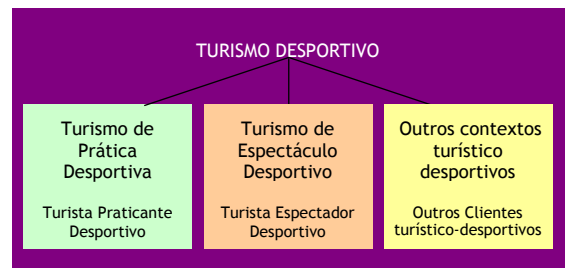 TURISMO DESPORTIVO
Turismo de
Prática
Desportiva
Turista Praticante
Desportivo
Turismo de
Espectáculo
Desportivo
Turista Espectador
Desportivo
Outros contextos
turístico
desportivos
Outros Clientes
turístico-desportivos